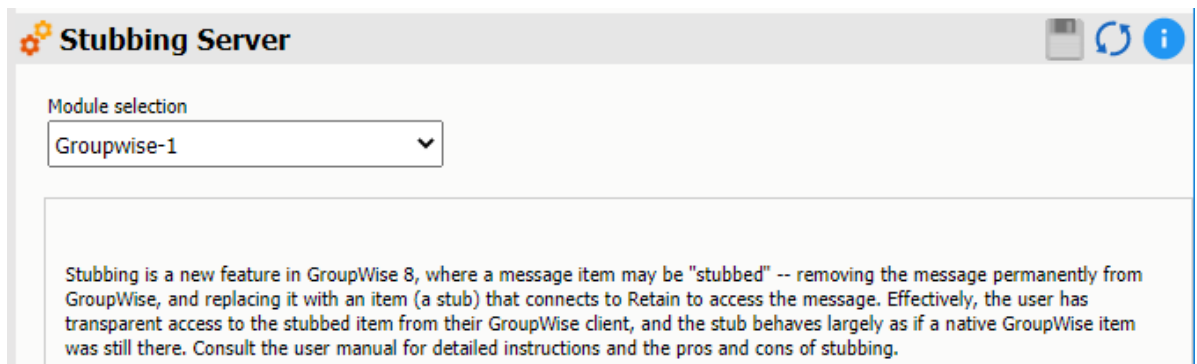 Stubbing Server
Module selection
Groupwise-1
Stubbing is a new feature in GroupWise 8, where a message item may be "stubbed" -- removing the message permanently from
GroupWise, and replacing it with an item (a stub) that connects to Retain to access the message. Effectively, the user has
transparent access to the stubbed item from their GroupWise client, and the stub behaves largely as if a native GroupWise item
was still there. Consult the user manual for detailed instructions and the pros and cons of stubbing.